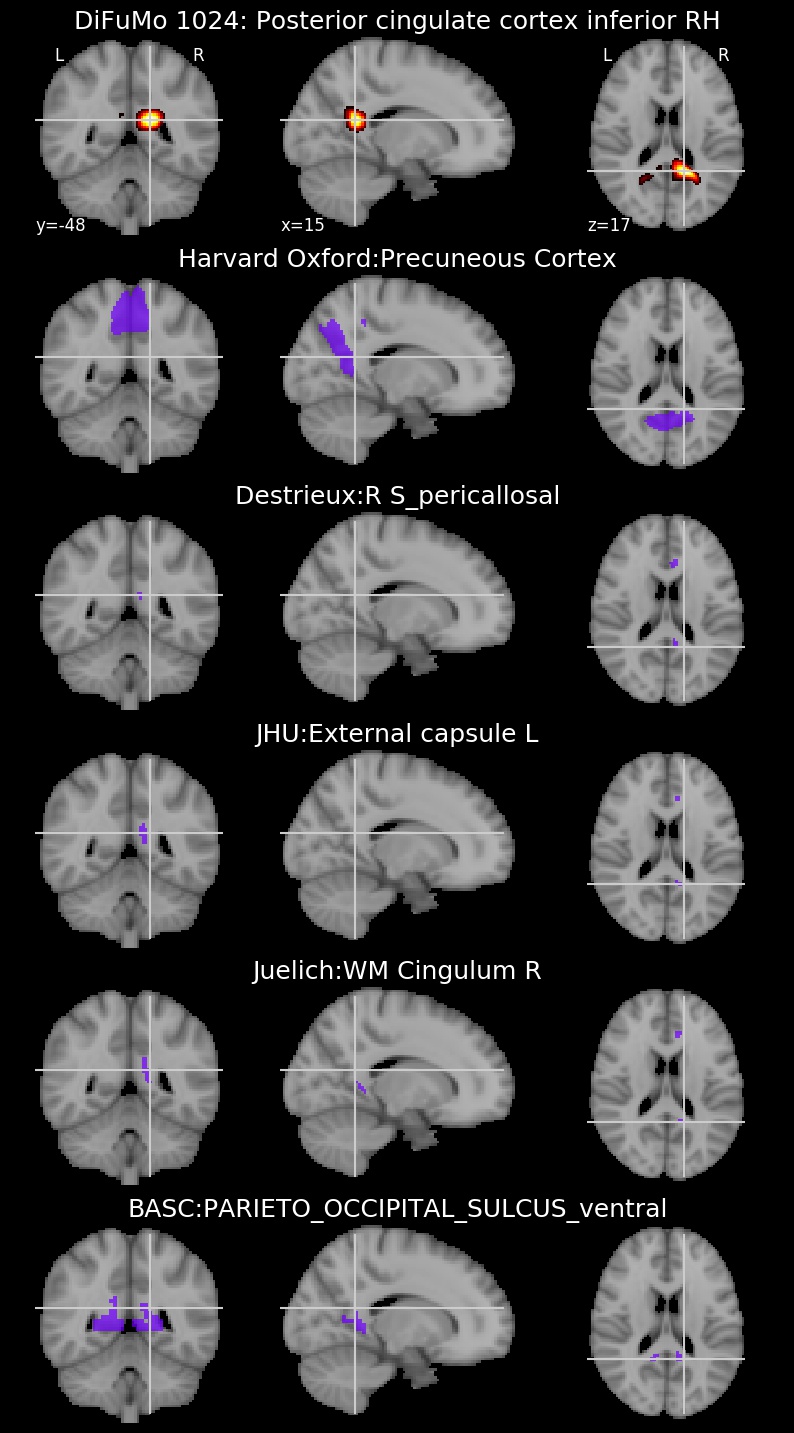 DiFuMo 1024: Posterior cingulate cortex inferior RH
L R L R
y=-48 x=15 z=17
Harvard Oxford:Precuneous Cortex
Destrieux:R S_pericallosal
JHU:External capsule L
Juelich:WM Cingulum R
BASC:PARIETO_OCCIPITAL_SULCUS_ventral